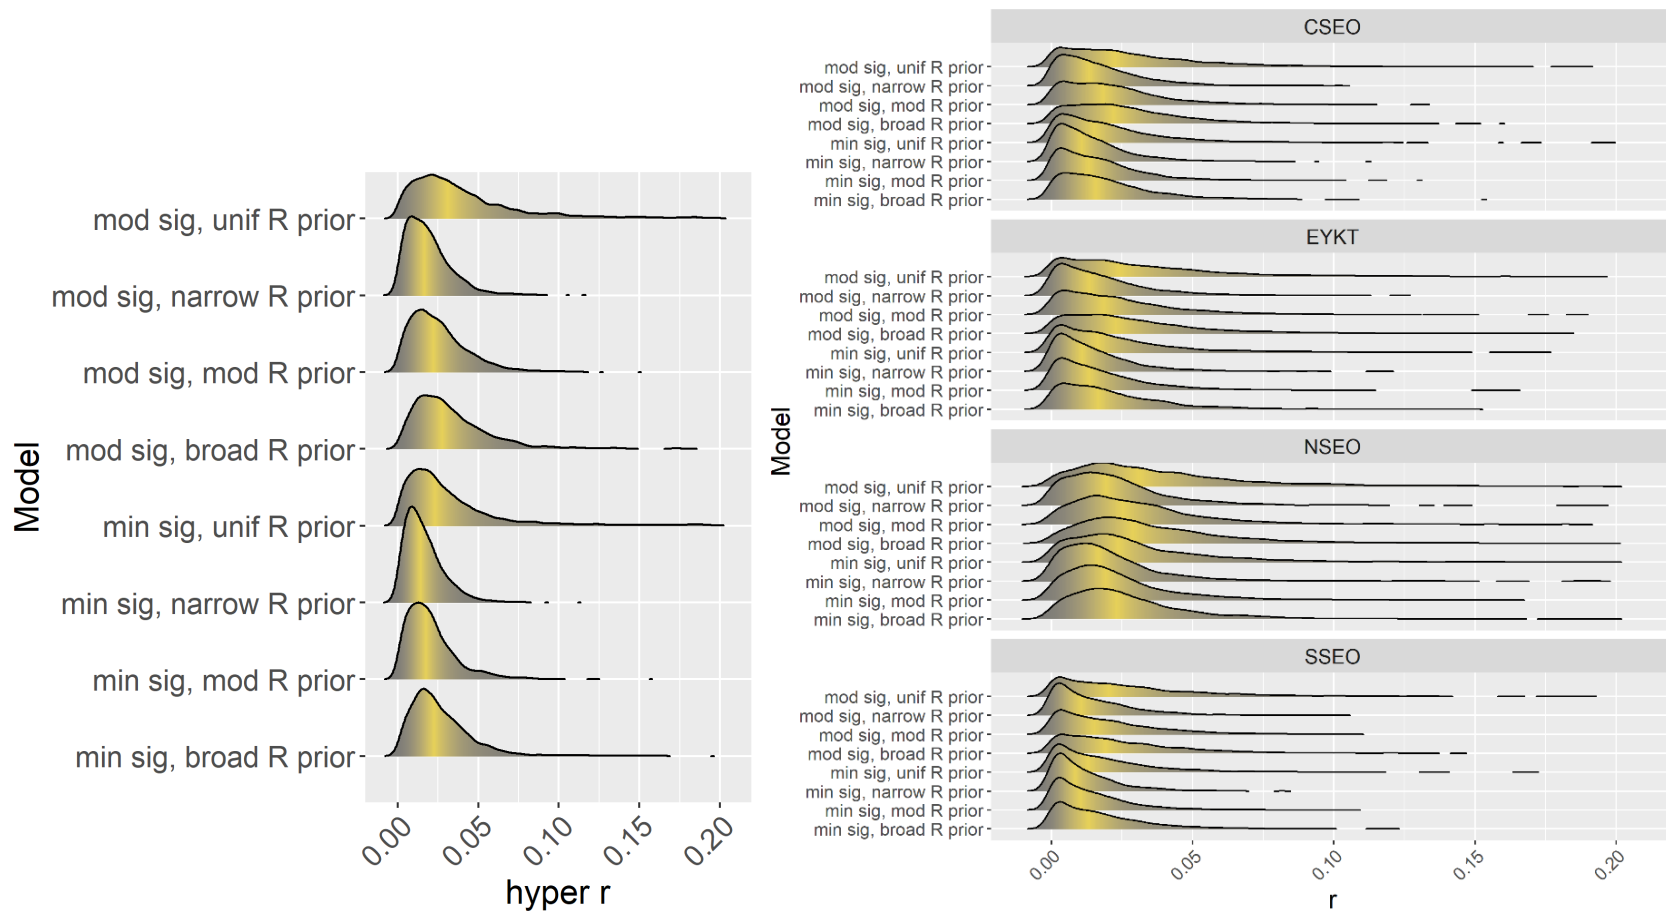 Model
mod sig, unif R prior
mod sig, narrow R prior
mod sig, mod R prior
mod sig, broad R prior
min sig, unif R prior
min sig, narrow R prior
min sig, mod R prior
min sig, broad R prior
0.00 0.05 0.10 0.15 0.20
hyper r
Model
CSEO
mod sig, unif R prior
mod sig, narrow R prior
mod sig, mod R prior
mod sig, broad R prior
min sig, unif R prior
min sig, narrow R prior
min sig, mod R prior
min sig, broad R prior
EYKT
mod sig, unif R prior
mod sig, narrow R prior
mod sig, mod R prior
mod sig, broad R prior
min sig, unif R prior
min sig, narrow R prior
min sig, mod R prior
min sig, broad R prior
NSEO
mod sig, unif R prior
mod sig, narrow R prior
mod sig, mod R prior
mod sig, broad R prior
min sig, unif R prior
min sig, narrow R prior
min sig, mod R prior
min sig, broad R prior
SSEO
mod sig, unif R prior
mod sig, narrow R prior
mod sig, mod R prior
mod sig, broad R prior
min sig, unif R prior
min sig, narrow R prior
min sig, mod R prior
min sig, broad R prior
0.00 0.05 0.10 0.15 0.20
r